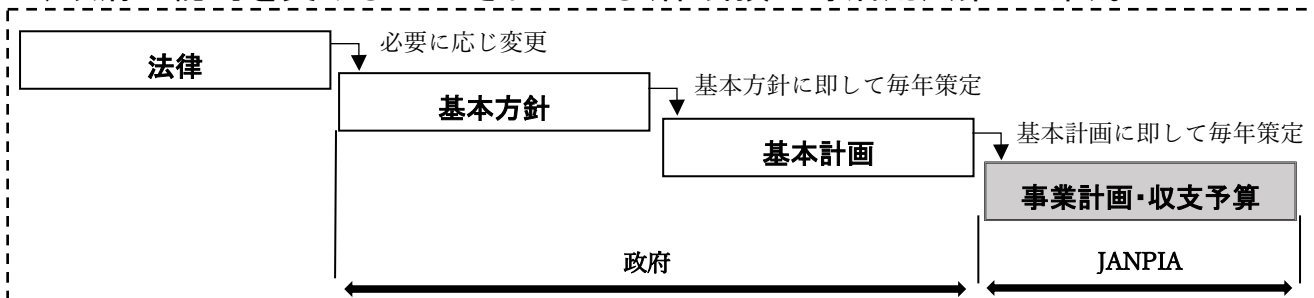 必要に応じ変更
法律
基本方針に即して毎年策定
基本方針
基本計画に即して毎年策定
基本計画
事業計画・収支予算
政府
JANPIA